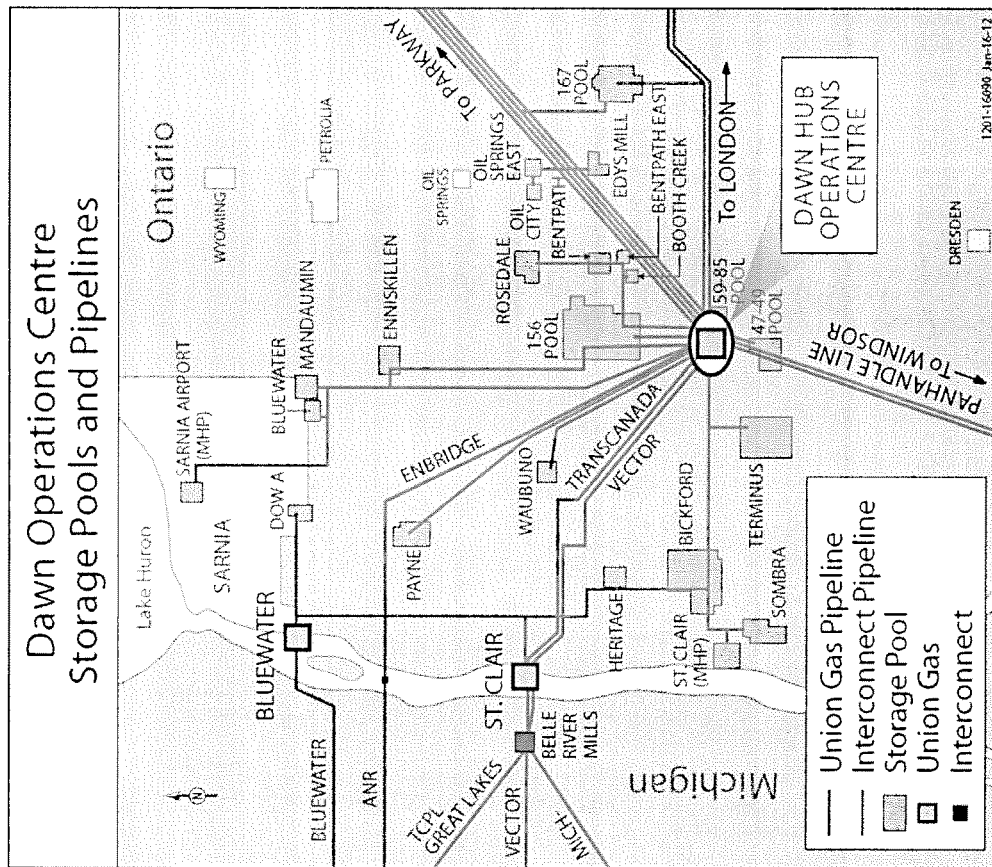 Dawn Operations Centre
Storage Pools and Pipelines
Lake Huron
SARNIA
Ontario
WYOMING
PETROLIA
OIL
SPRINGS
SARNIA AIRPORT
(MHP)
BLUEWATER
MANDAUMIN
DOW A
BLUEWATER
BLUEWATER
ANR
ENNISKILLEN
ENBRIDGE
PAYNE
ROSEDALE
OIL
CITY
OIL
SPRINGS
EAST
BENTPATH
EDYS MILL
BENTPATH EAST
BOOTH CREEK
156
POOL
167
POOL
To PARKWAY
WAUBUNO
TRANSCANADA
VECTOR
ST. CLAIR
BELLE
RIVER
MILLS
TCPL
GREAT LAKES
VECTOR
MICH.
Michigan
HERITAGE
BICKFORD
ST. CLAIR
(MHP)
SOMBRA
TERMINUS
59-85
POOL
47-49
POOL
To LONDON
PANHANDLE LINE
To WINDSOR
DAWN HUB
OPERATIONS
CENTRE
DRESDEN
N
Union Gas Pipeline
Interconnect Pipeline
Storage Pool
Union Gas
Interconnect
1201-16090 Jan-16-12